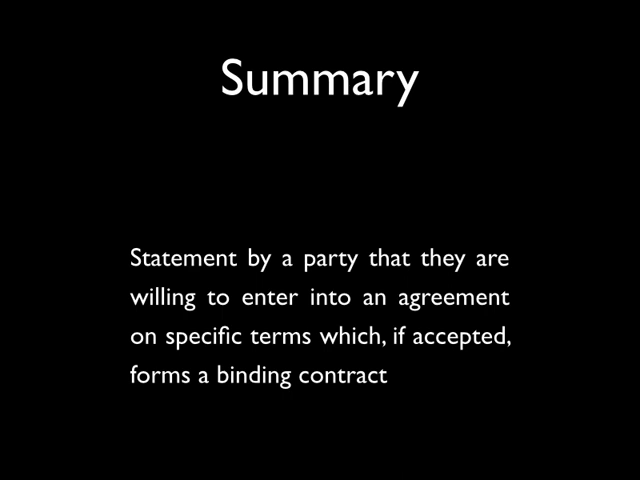 Summary
Statement by a party that they are
willing to enter into an agreement
on specific terms which, if accepted,
forms a binding contract